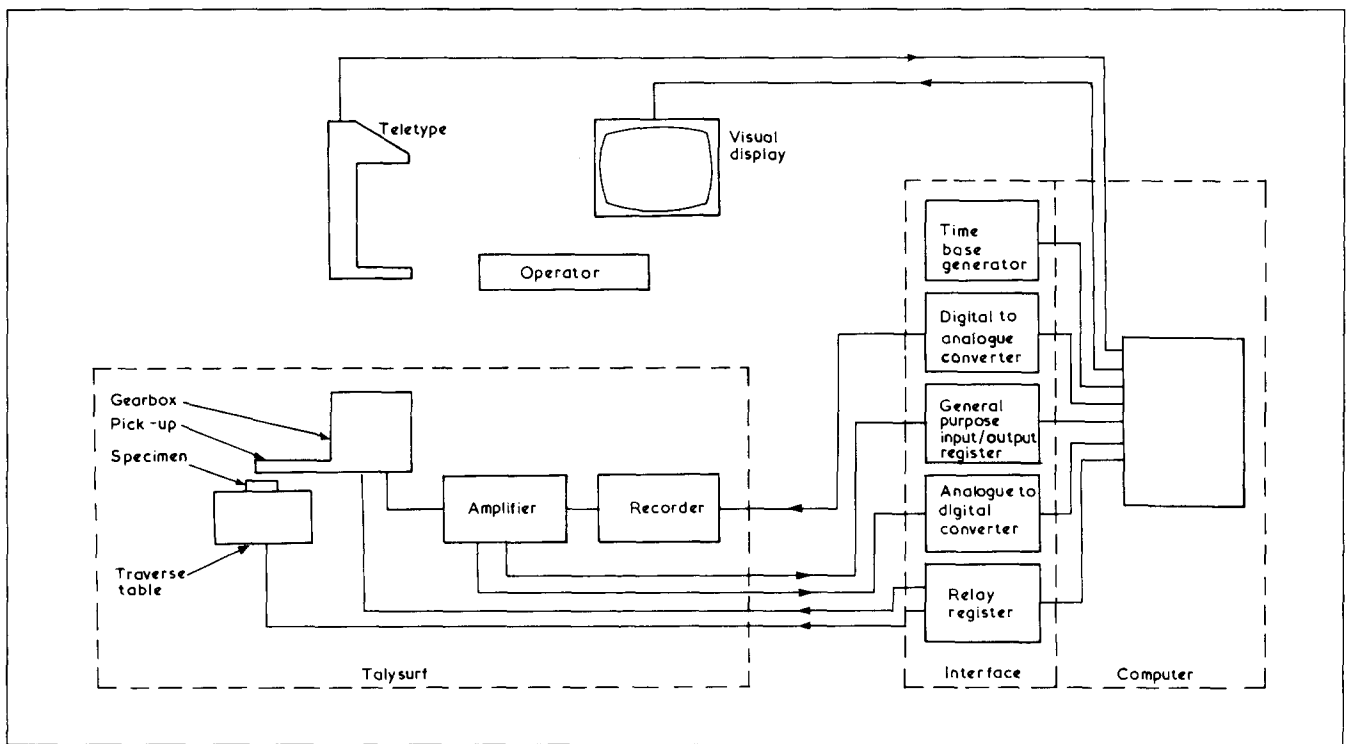 Teletype
Visual
display
Operator
Time
base
generator
Digital to
analogue
converter
General
purpose
input/output
register
Analogue to
digital
converter
Relay
register
Interface
Computer
Gearbox
Pick-up
Specimen
Traverse
table
Amplifier
Recorder
Talysurf